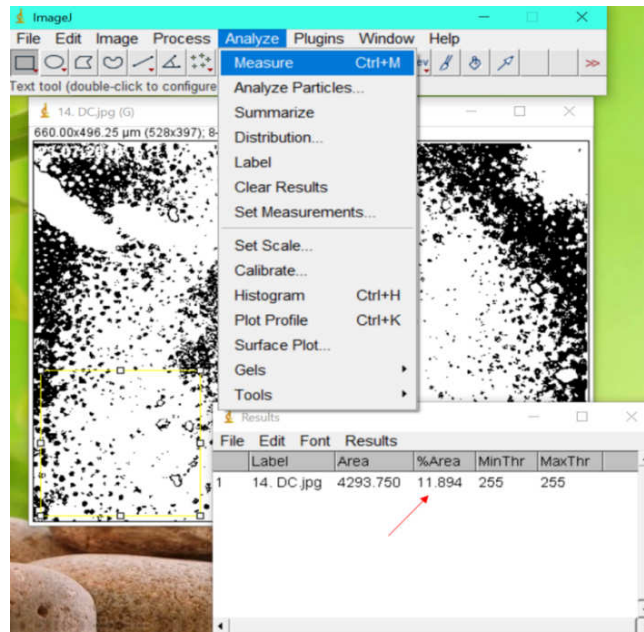 ImageJ
File Edit Image Process Analyze Plugins Window Help
Text tool (double-click to configure
Measure Ctrl+M
Analyze Particles...
Summarize
Distribution...
Label
Clear Results
Set Measurements...
Set Scale...
Calibrate...
Histogram Ctrl+H
Plot Profile Ctrl+K
Surface Plot...
Gels
Tools
14. DC.jpg (G)
660.00x496.25 µm (528x397); 8-
Results
File Edit Font Results
Label Area %Area MinThr MaxThr
1 14. DC.jpg 4293.750 11.894 255 255